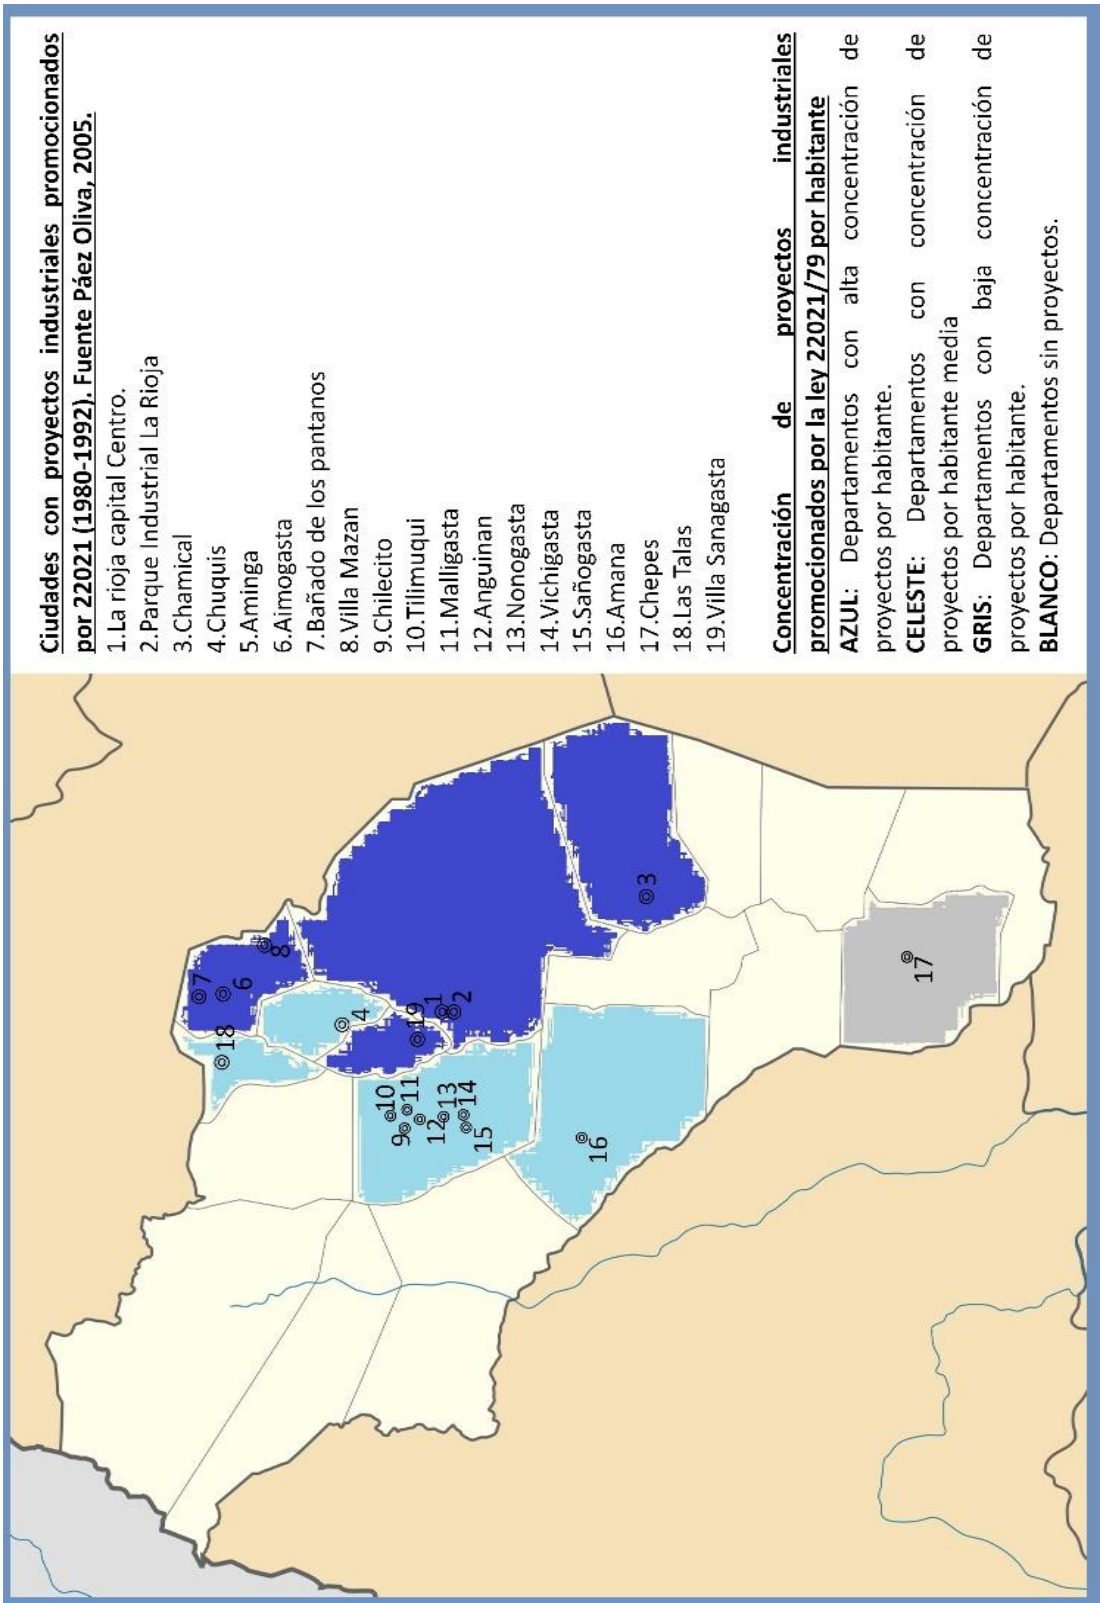 Ciudades con proyectos industriales promocionados
por 22021 (1980-1992). Fuente Páez Oliva, 2005.
1.La rioja capital Centro.
2.Parque Industrial La Rioja
3.Chamical
4.Chuquis
5.Aminga
6.Aimogasta
7.Bañado de los pantanos
8.Villa Mazan
9.Chilecito
10.Tilimuqui
11.Malligasta
12.Anguinan
13.Nonogasta
14.Vichigasta
15.Sañogasta
16.Amana
17.Chepes
18.Las Talas
19.Villa Sanagasta
Concentración de proyectos industriales
promocionados por la ley 22021/79 por habitante
AZUL: Departamentos con alta concentración de
proyectos por habitante.
CELESTE: Departamentos con concentración de
proyectos por habitante media
GRIS: Departamentos con baja concentración de
proyectos por habitante.
BLANCO: Departamentos sin proyectos.
7
6
8
18
4
19
1
2
10
11
9
12
13
14
15
3
16
17